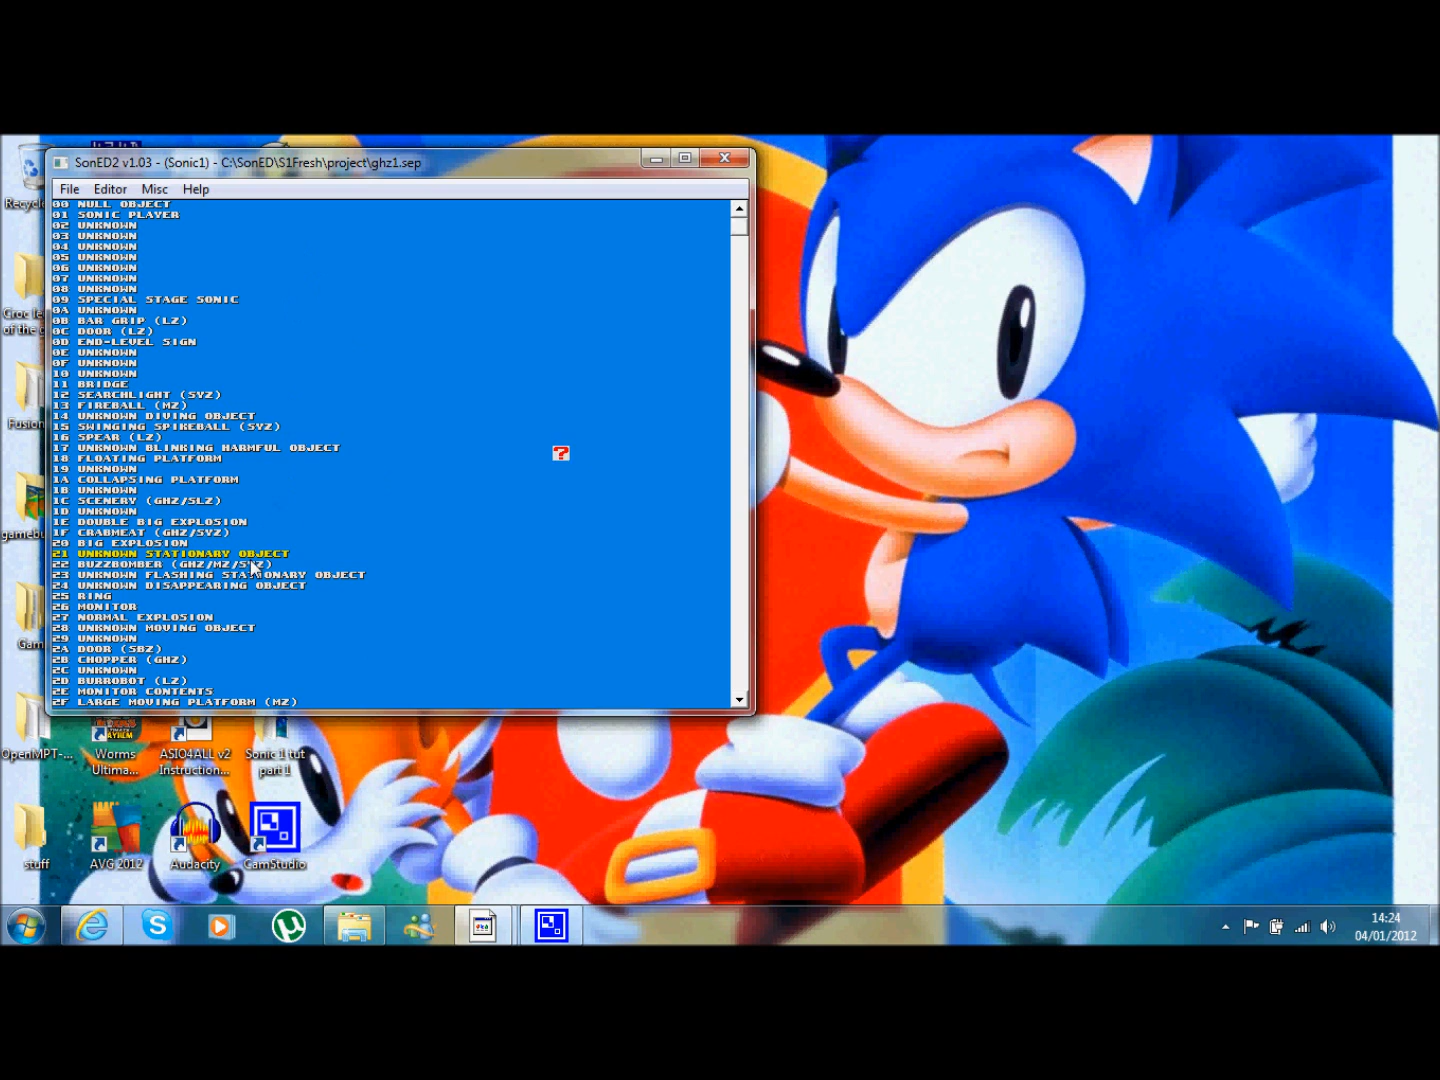 SonED2 v1.03 - (Sonic1) - C:\SonED\S1Fresh\project\ghz1.sep
File Editor Misc Help
00 NULL OBJECT
01 SONIC PLAYER
02 UNKNOWN
03 UNKNOWN
04 UNKNOWN
05 UNKNOWN
06 UNKNOWN
07 UNKNOWN
08 UNKNOWN
09 SPECIAL STAGE SONIC
0A UNKNOWN
0B BAR GRIP (LZ)
0C DOOR (LZ)
0D END-LEVEL SIGN
0E UNKNOWN
0F UNKNOWN
10 UNKNOWN
11 BRIDGE
12 SEARCHLIGHT (SYZ)
13 FIREBALL (MZ)
14 UNKNOWN DIVING OBJECT
15 SWINGING SPIKEBALL (SYZ)
16 SPEAR (LZ)
17 UNKNOWN BLINKING HARMFUL OBJECT
18 FLOATING PLATFORM
19 UNKNOWN
1A COLLAPSING PLATFORM
1B UNKNOWN
1C SCENERY (GHZ/SLZ)
1D UNKNOWN
1E DOUBLE BIG EXPLOSION
1F CRABMEAT (GHZ/SYZ)
20 BIG EXPLOSION
21 UNKNOWN STATIONARY OBJECT
22 BUZZBOMBER (GHZ/MZ/SYZ)
23 UNKNOWN FLASHING STATIONARY OBJECT
24 UNKNOWN DISAPPEARING OBJECT
25 RING
26 MONITOR
27 NORMAL EXPLOSION
28 UNKNOWN MOVING OBJECT
29 UNKNOWN
2A DOOR (SBZ)
2B CHOPPER (GHZ)
2C UNKNOWN
2D BURROBOT (LZ)
2E MONITOR CONTENTS
2F LARGE MOVING PLATFORM (MZ)
?
Recycle
of the
Fusion
Gam
OpenMPT-...
Worms
Ultima...
ASIO4ALL v2
Instruction...
Sonic 1 tut
part 1
stuff
AVG 2012
Audacity
CamStudio
14:24
04/01/2012